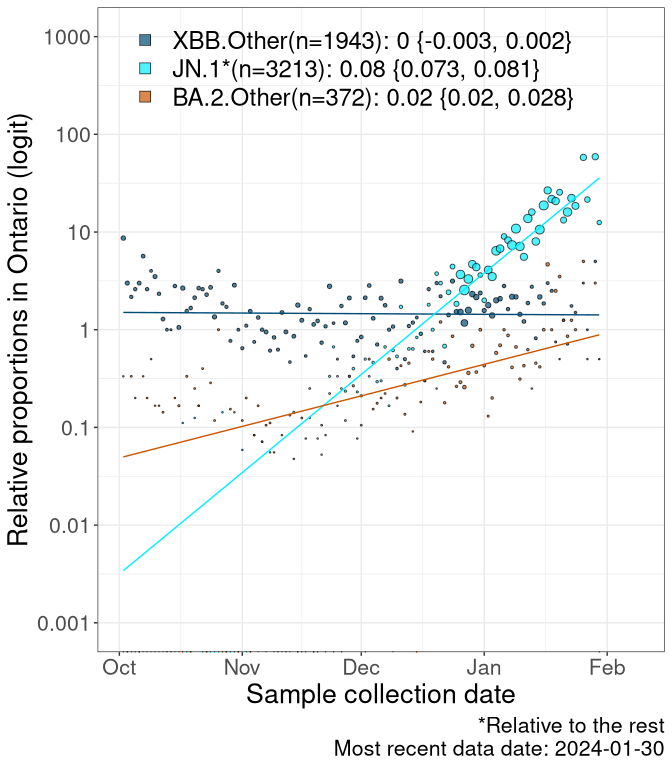 XBB.Other(n=1943): 0 {-0.003, 0.002}
JN.1*(n=3213): 0.08 {0.073, 0.081}
BA.2.Other(n=372): 0.02 {0.02, 0.028}
Relative proportions in Ontario (logit)
1000
100
10
1
0.1
0.01
0.001
Oct Nov Dec Jan Feb
Sample collection date
*Relative to the rest
Most recent data date: 2024-01-30